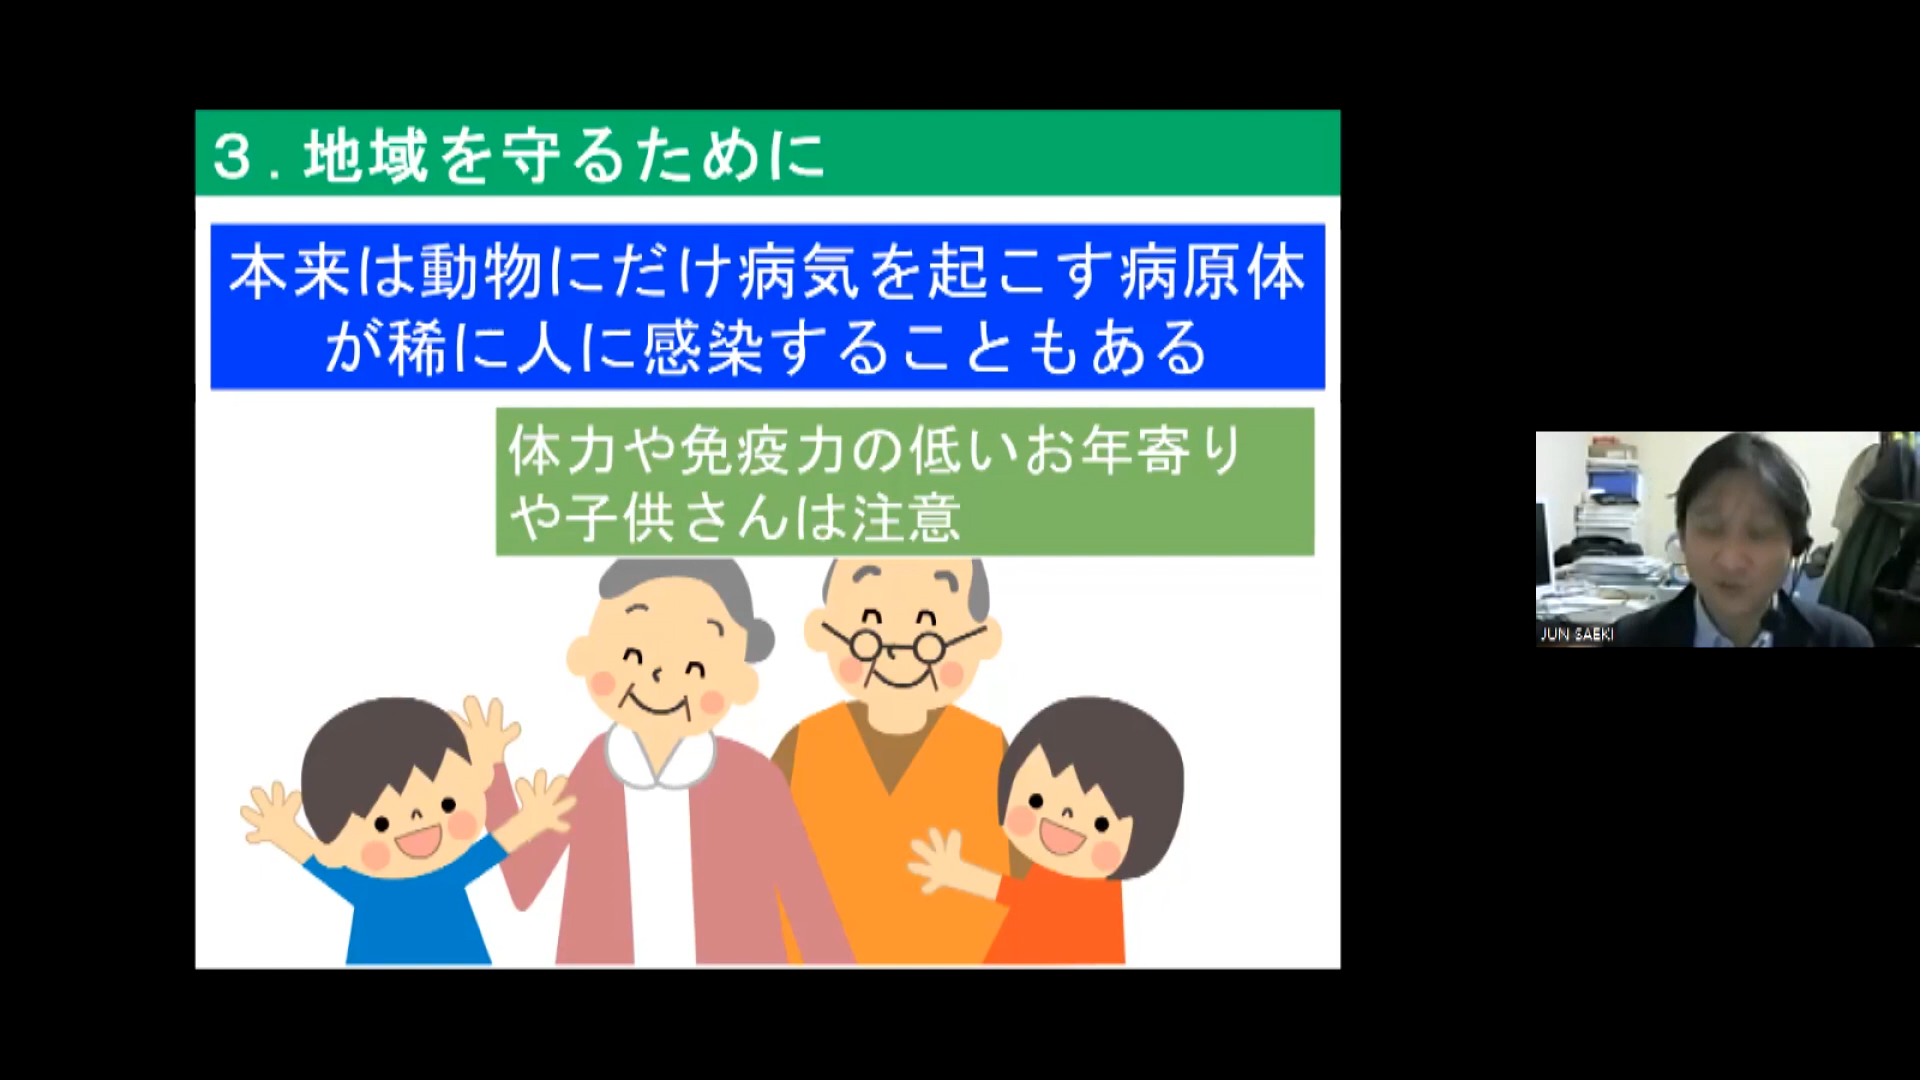 ３．地域を守るために
本来は動物にだけ病気を起こす病原体
が稀に人に感染することもある
体力や免疫力の低いお年寄り
や子供さんは注意
JUN SAEKI